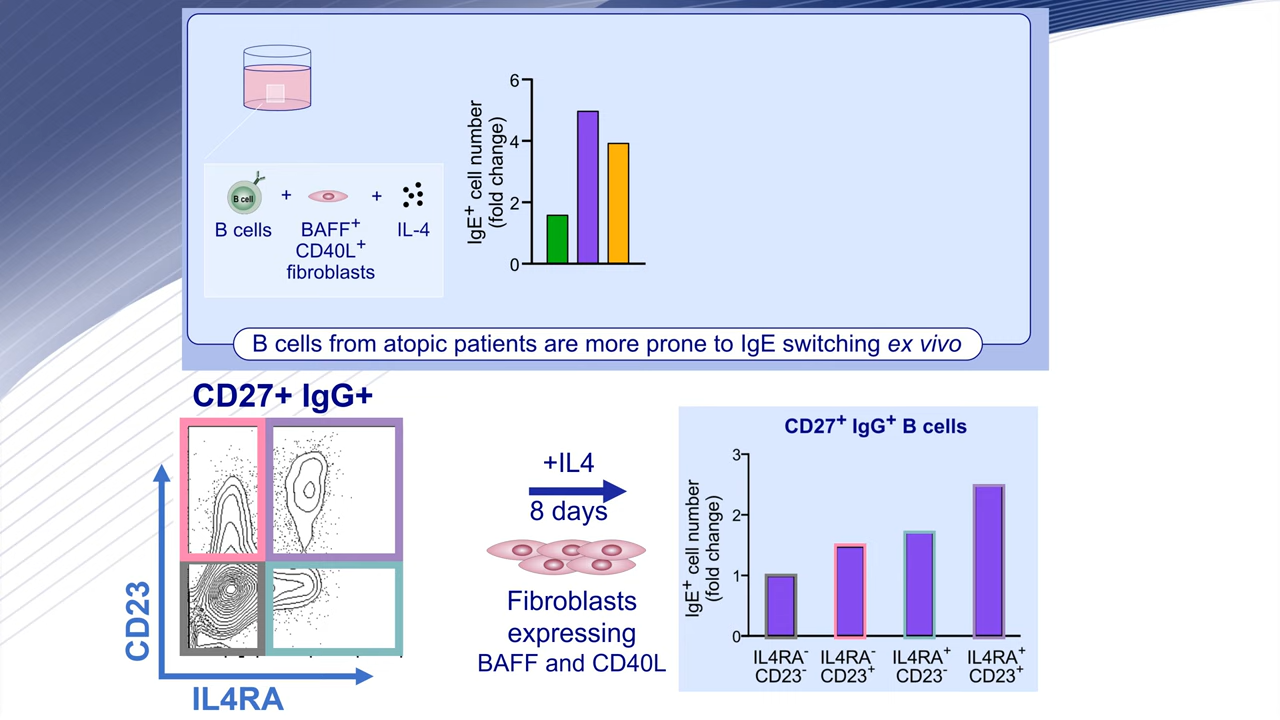 6
4
2
0
IgE⁺ cell number
(fold change)
B cell
+
+
B cells
BAFF⁺
CD40L⁺
fibroblasts
IL-4
B cells from atopic patients are more prone to IgE switching ex vivo
CD27+ IgG+
CD23
IL4RA
+IL4
8 days
Fibroblasts
expressing
BAFF and CD40L
CD27⁺ IgG⁺ B cells
3
2
1
0
IgE⁺ cell number
(fold change)
IL4RA⁻
CD23⁻
IL4RA⁻
CD23⁺
IL4RA⁺
CD23⁻
IL4RA⁺
CD23⁺